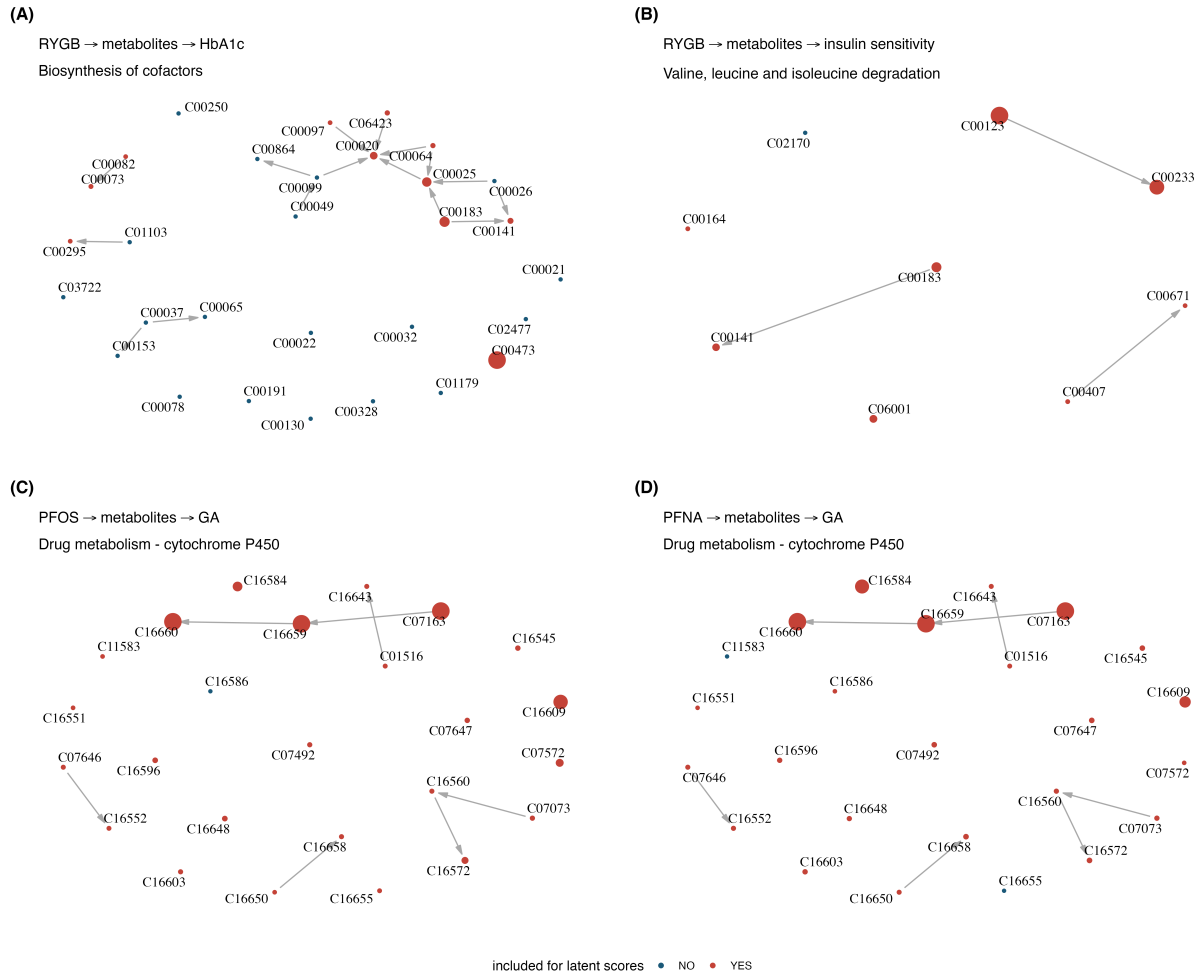 (A)
RYGB → metabolites → HbA1c
Biosynthesis of cofactors
C00250
C00097
C06423
C00864
C00020
C00064
C00082
C00073
C00025
C00099
C00026
C00049
C00183
C00141
C01103
C00295
C00021
C03722
C00037
C00065
C00022
C00032
C02477
C00153
C00473
C01179
C00078
C00191
C00130
C00328
(B)
RYGB → metabolites → insulin sensitivity
Valine, leucine and isoleucine degradation
C00123
C02170
C00233
C00164
C00183
C00671
C00141
C00407
C06001
(C)
PFOS → metabolites → GA
Drug metabolism - cytochrome P450
C16584
C16643
C16660
C16659
C07163
C11583
C01516
C16545
C16586
C16551
C16609
C07647
C07646
C16596
C07492
C07572
C16560
C16552
C16648
C07073
C16658
C16572
C16603
C16650
C16655
(D)
PFNA → metabolites → GA
Drug metabolism - cytochrome P450
C16584
C16643
C16660
C16659
C07163
C11583
C01516
C16545
C16586
C16551
C16609
C07647
C07646
C16596
C07492
C07572
C16560
C16552
C16648
C07073
C16658
C16572
C16603
C16650
C16655
included for latent scores NO YES